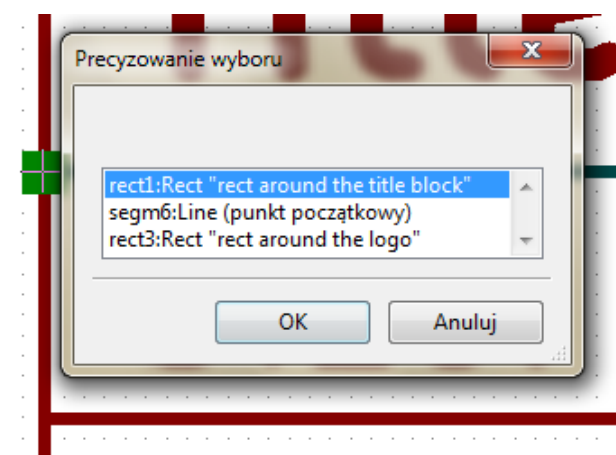 Precyzowanie wyboru
rect1:Rect "rect around the title block"
segm6:Line (punkt początkowy)
rect3:Rect "rect around the logo"
OK
Anuluj